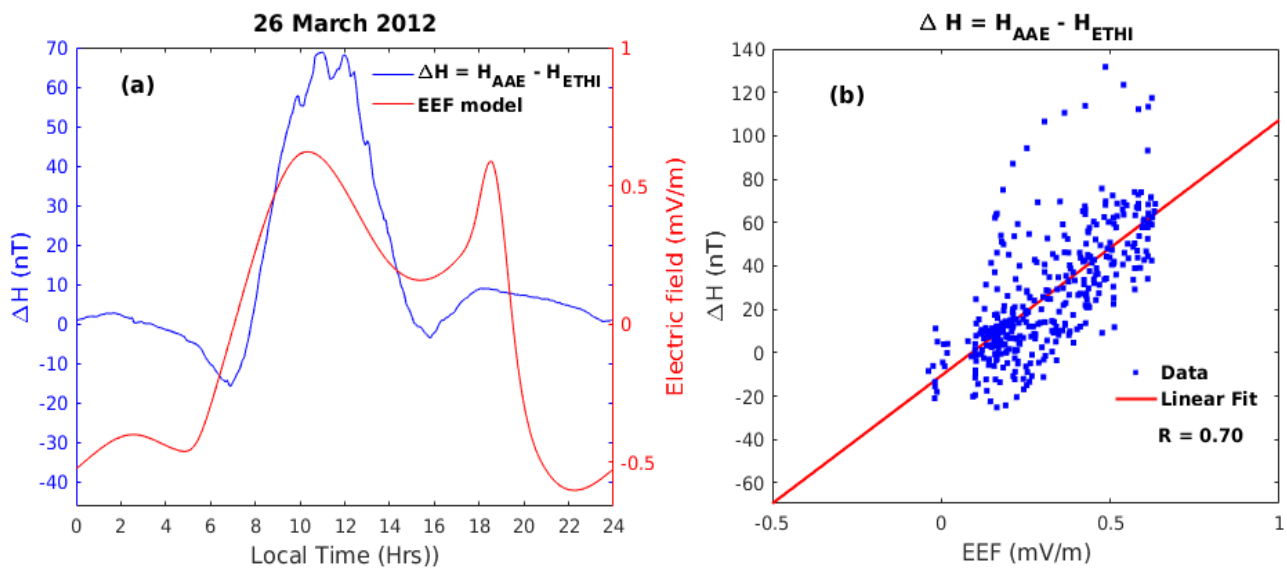 26 March 2012
(a)
ΔH = H_AAE - H_ETHI
EEF model
ΔH (nT)
70
60
50
40
30
20
10
0
-10
-20
-30
-40
1
0.5
0
-0.5
-1
Electric field (mV/m)
0 2 4 6 8 10 12 14 16 18 20 22 24
Local Time (Hrs))
Δ H = H_AAE - H_ETHI
(b)
ΔH (nT)
140
120
100
80
60
40
20
0
-20
-40
-60
Data
Linear Fit
R = 0.70
-0.5 0 0.5 1
EEF (mV/m)